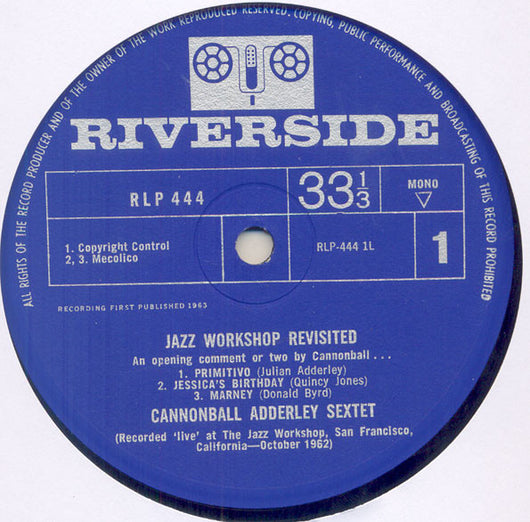 ALL RIGHTS OF THE RECORD PRODUCER AND OF THE OWNER OF THE WORK REPRODUCED RESERVED. COPYING, PUBLIC PERFORMANCE AND BROADCASTING OF THIS RECORD PROHIBITED
RIVERSIDE
RLP 444
33 1/3
MONO
1. Copyright Control
2, 3. Mecolico
RLP-444 1L
1
RECORDING FIRST PUBLISHED 1963
JAZZ WORKSHOP REVISITED
An opening comment or two by Cannonball . . .
1. PRIMITIVO (Julian Adderley)
2. JESSICA'S BIRTHDAY (Quincy Jones)
3. MARNEY (Donald Byrd)
CANNONBALL ADDERLEY SEXTET
(Recorded 'live' at The Jazz Workshop, San Francisco,
California—October 1962)